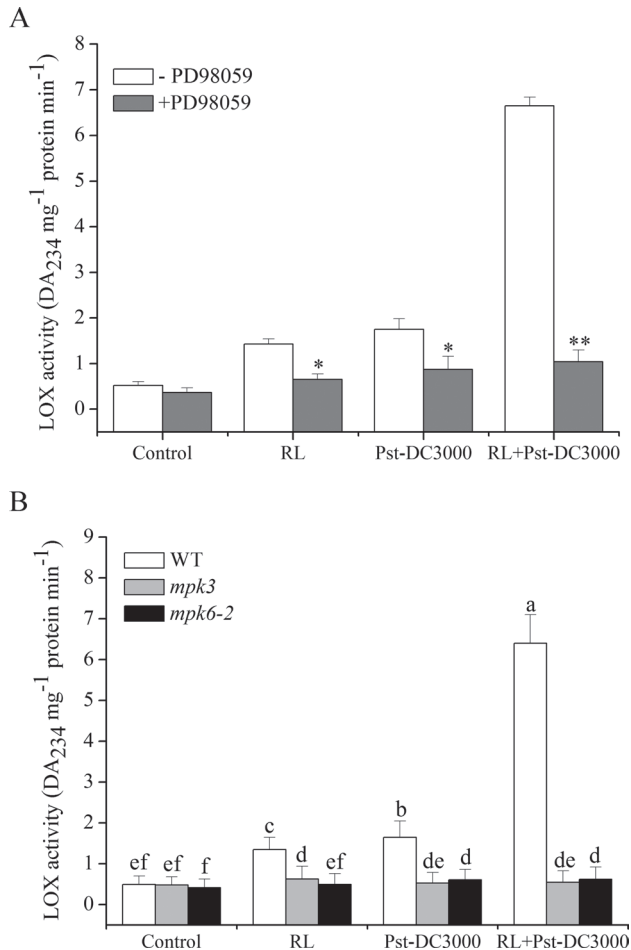 A
8
7
6
5
4
3
2
1
0
LOX activity (DA234 mg-1 protein min-1)
- PD98059
+PD98059
* * **
Control RL Pst-DC3000 RL+Pst-DC3000
B
9
8
7
6
5
4
3
2
1
0
LOX activity (DA234 mg-1 protein min-1)
WT
mpk3
mpk6-2
ef ef f c d ef b de d a de d
Control RL Pst-DC3000 RL+Pst-DC3000